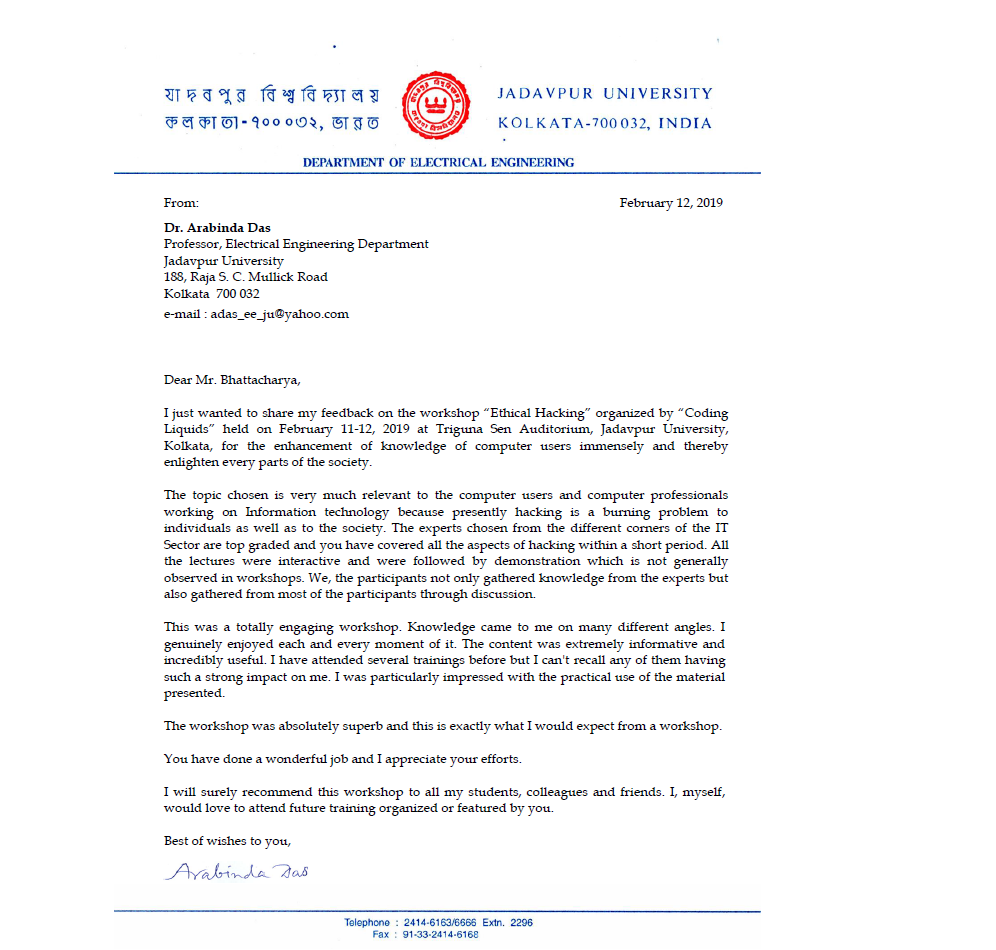 যাদবপুর বিশ্ববিদ্যালয়
কলকাতা-৭০০০৩২, ভারত
JADAVPUR UNIVERSITY
KOLKATA-700 032, INDIA
DEPARTMENT OF ELECTRICAL ENGINEERING
From:
February 12, 2019
Dr. Arabinda Das
Professor, Electrical Engineering Department
Jadavpur University
188, Raja S. C. Mullick Road
Kolkata 700 032
e-mail : adas_ee_ju@yahoo.com
Dear Mr. Bhattacharya,
I just wanted to share my feedback on the workshop “Ethical Hacking” organized by “Coding
Liquids” held on February 11-12, 2019 at Triguna Sen Auditorium, Jadavpur University,
Kolkata, for the enhancement of knowledge of computer users immensely and thereby
enlighten every parts of the society.
The topic chosen is very much relevant to the computer users and computer professionals
working on Information technology because presently hacking is a burning problem to
individuals as well as to the society. The experts chosen from the different corners of the IT
Sector are top graded and you have covered all the aspects of hacking within a short period. All
the lectures were interactive and were followed by demonstration which is not generally
observed in workshops. We, the participants not only gathered knowledge from the experts but
also gathered from most of the participants through discussion.
This was a totally engaging workshop. Knowledge came to me on many different angles. I
genuinely enjoyed each and every moment of it. The content was extremely informative and
incredibly useful. I have attended several trainings before but I can't recall any of them having
such a strong impact on me. I was particularly impressed with the practical use of the material
presented.
The workshop was absolutely superb and this is exactly what I would expect from a workshop.
You have done a wonderful job and I appreciate your efforts.
I will surely recommend this workshop to all my students, colleagues and friends. I, myself,
would love to attend future training organized or featured by you.
Best of wishes to you,
Arabinda Das
Telephone : 2414-6163/6666 Extn. 2296
Fax : 91-33-2414-6168